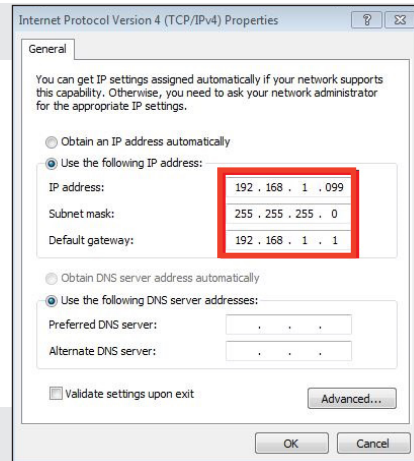 Internet Protocol Version 4 (TCP/IPv4) Properties
General
You can get IP settings assigned automatically if your network supports
this capability. Otherwise, you need to ask your network administrator
for the appropriate IP settings.
Obtain an IP address automatically
Use the following IP address:
IP address: 192 . 168 . 1 . 099
Subnet mask: 255 . 255 . 255 . 0
Default gateway: 192 . 168 . 1 . 1
Obtain DNS server address automatically
Use the following DNS server addresses:
Preferred DNS server: . . .
Alternate DNS server: . . .
Validate settings upon exit
Advanced...
OK Cancel